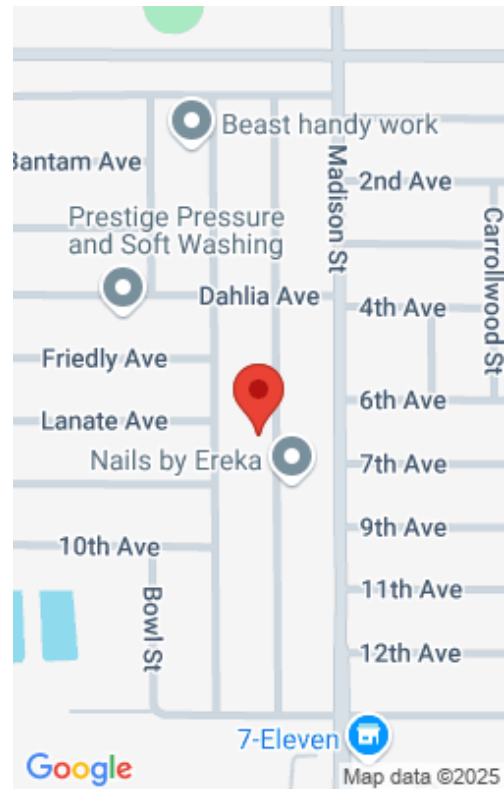 Beast handy work
Bantam Ave
Madison St
2nd Ave
Carrollwood St
Prestige Pressure
and Soft Washing
Dahlia Ave
4th Ave
Friedly Ave
6th Ave
Lanate Ave
Nails by Ereka
7th Ave
9th Ave
10th Ave
11th Ave
Bowl St
12th Ave
7-Eleven
Google
Map data ©2025